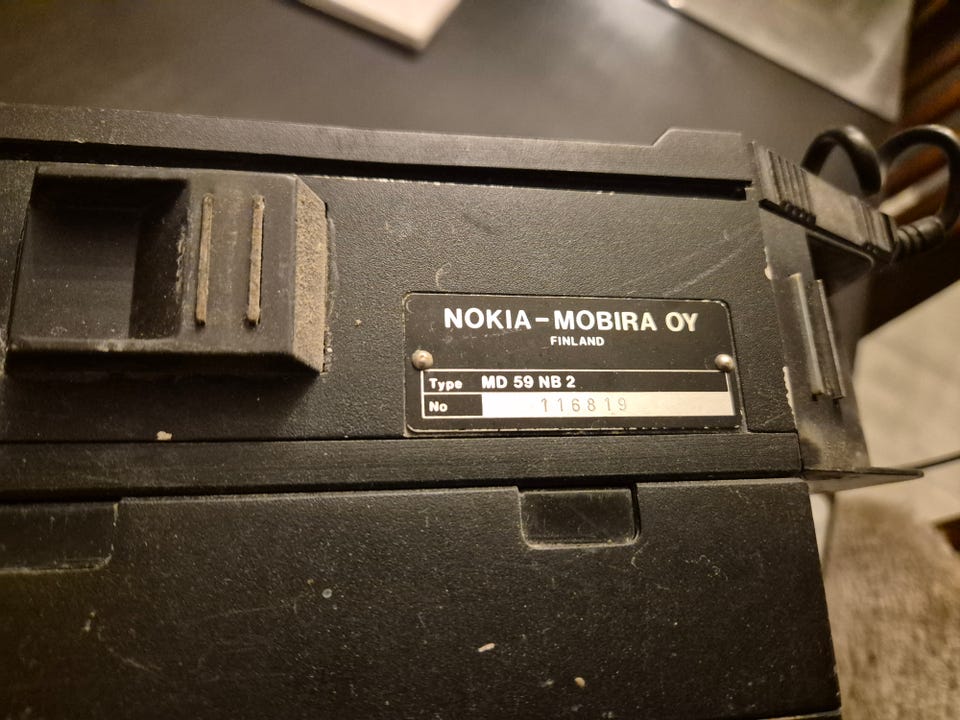 NOKIA-MOBIRA OY
FINLAND
Type MD 59 NB 2
No 116819